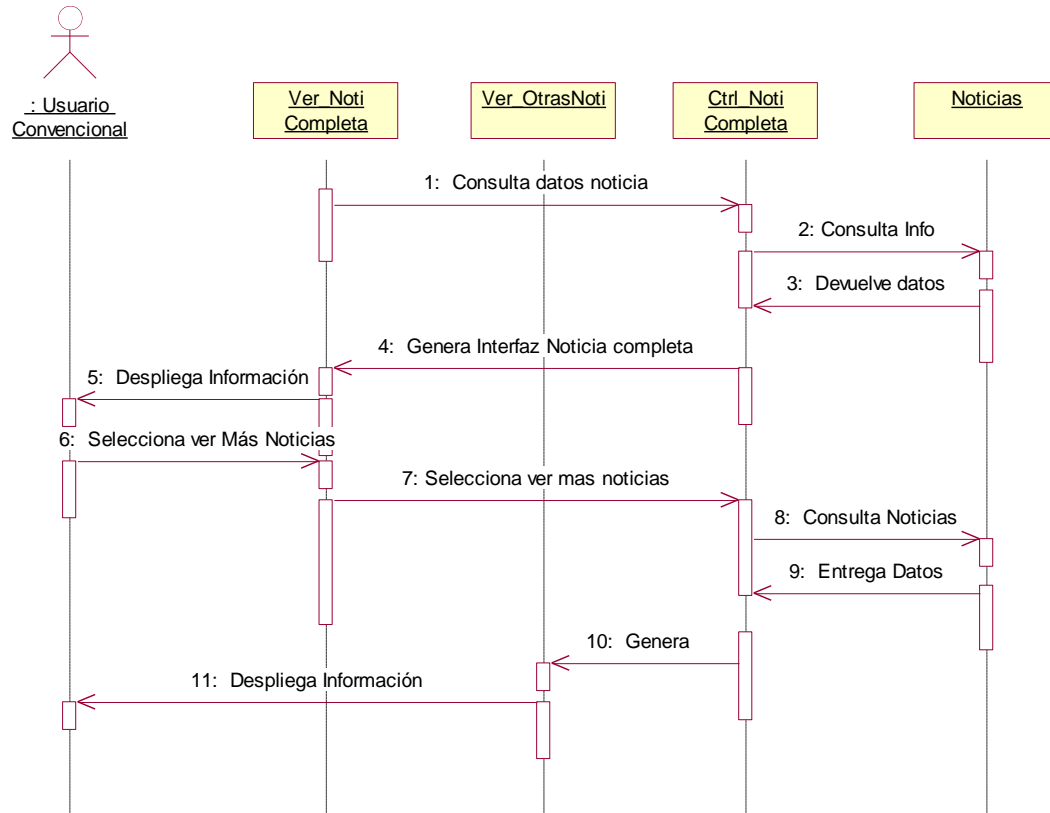 : Usuario
Convencional
Ver_Noti
Completa
Ver_OtrasNoti
Ctrl_Noti
Completa
Noticias
1: Consulta datos noticia
2: Consulta Info
3: Devuelve datos
4: Genera Interfaz Noticia completa
5: Despliega Información
6: Selecciona ver Más Noticias
7: Selecciona ver mas noticias
8: Consulta Noticias
9: Entrega Datos
10: Genera
11: Despliega Información